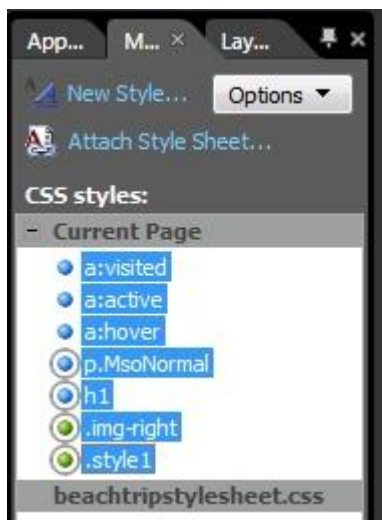 App... M... × Lay... ×
New Style... Options ▼
Attach Style Sheet...
CSS styles:
- Current Page
a:visited
a:active
a:hover
p.MsoNormal
h1
.img-right
.style1
beachtripstylesheet.css